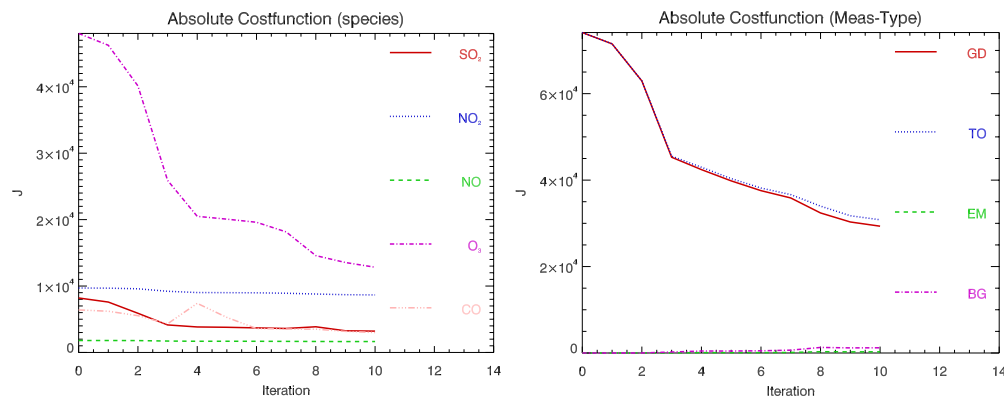 Absolute Costfunction (species)
J
4×10⁴
3×10⁴
2×10⁴
1×10⁴
0
0 2 4 6 8 10 12 14
Iteration
SO₂
NO₂
NO
O₃
CO
Absolute Costfunction (Meas-Type)
J
6×10⁴
4×10⁴
2×10⁴
0
0 2 4 6 8 10 12 14
Iteration
GD
TO
EM
BG